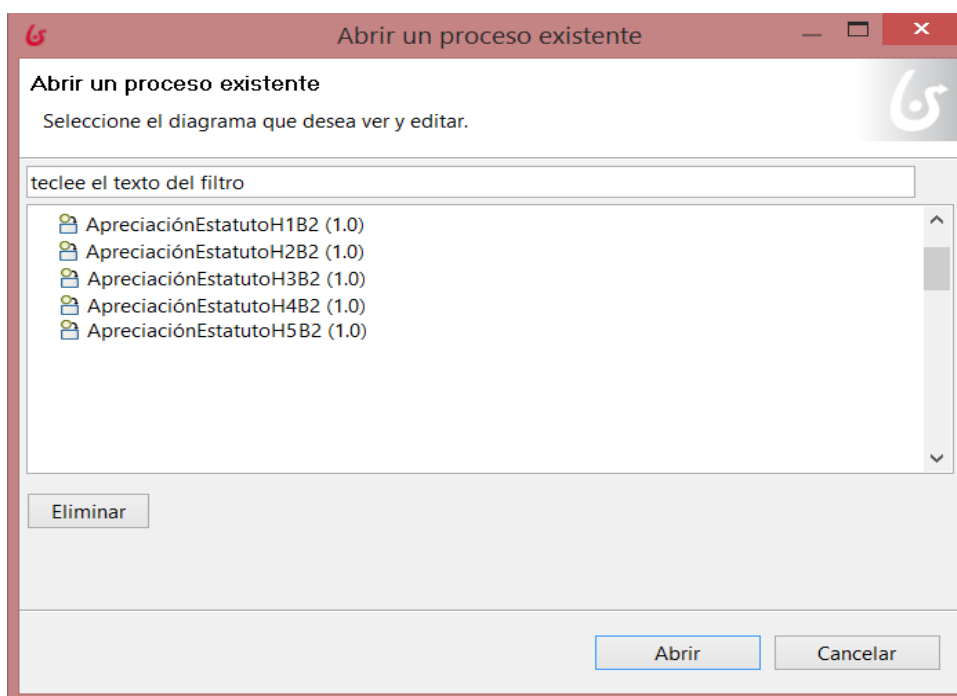 Abrir un proceso existente
Abrir un proceso existente
Seleccione el diagrama que desea ver y editar.
teclee el texto del filtro
ApreciaciónEstatutoH1B2 (1.0)
ApreciaciónEstatutoH2B2 (1.0)
ApreciaciónEstatutoH3B2 (1.0)
ApreciaciónEstatutoH4B2 (1.0)
ApreciaciónEstatutoH5B2 (1.0)
Eliminar
Abrir Cancelar